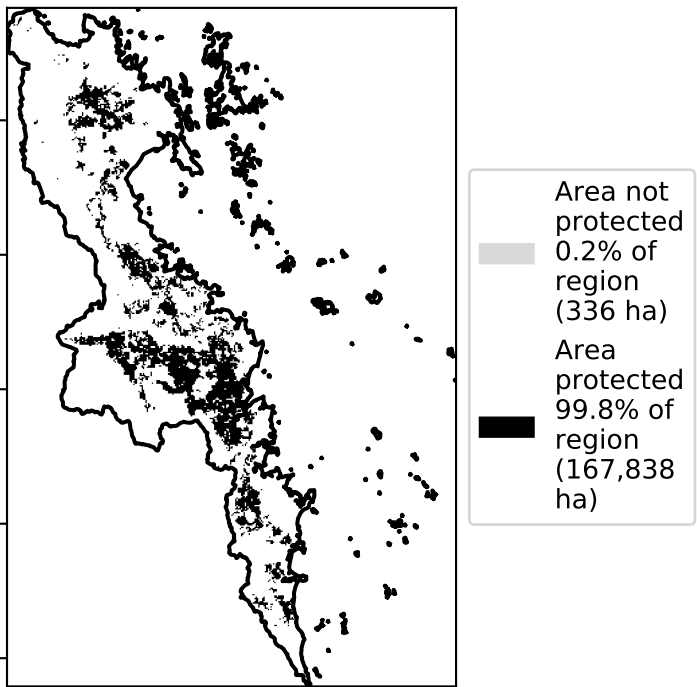 Area not
protected
0.2% of
region
(336 ha)
Area
protected
99.8% of
region
(167,838
ha)